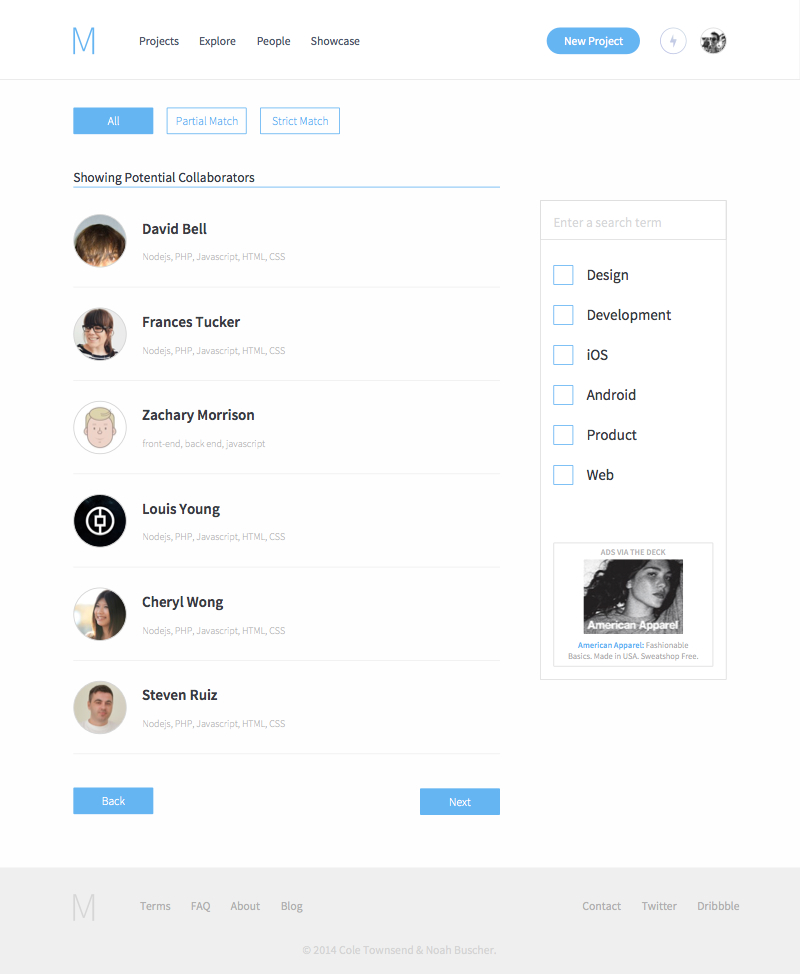 M
Projects Explore People Showcase New Project
All Partial Match Strict Match
Showing Potential Collaborators
David Bell
Nodejs, PHP, Javascript, HTML, CSS
Frances Tucker
Nodejs, PHP, Javascript, HTML, CSS
Zachary Morrison
front-end, back end, javascript
Louis Young
Nodejs, PHP, Javascript, HTML, CSS
Cheryl Wong
Nodejs, PHP, Javascript, HTML, CSS
Steven Ruiz
Nodejs, PHP, Javascript, HTML, CSS
Back Next
Enter a search term
Design
Development
iOS
Android
Product
Web
ADS VIA THE DECK
American Apparel
American Apparel: Fashionable
Basics. Made in USA. Sweatshop Free.
M
Terms FAQ About Blog Contact Twitter Dribbble
© 2014 Cole Townsend & Noah Buscher.